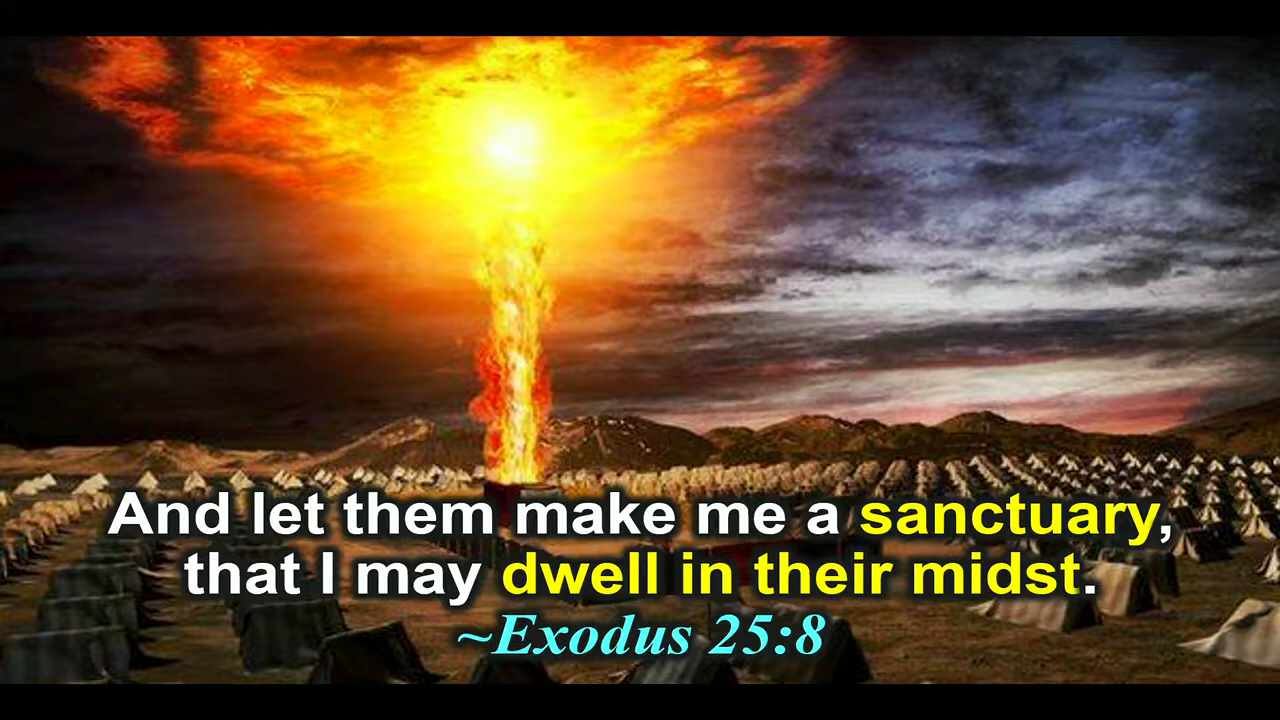 And let them make me a sanctuary,
that I may dwell in their midst.
~Exodus 25:8